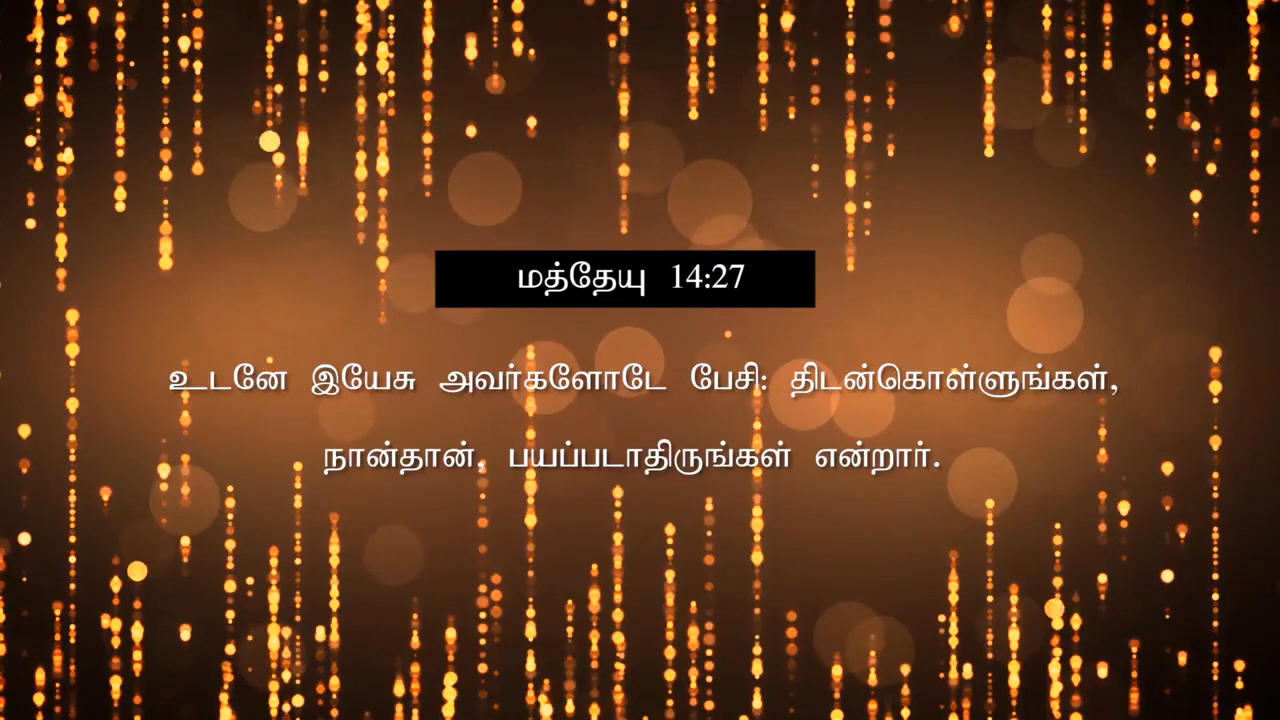 மத்தேயு 14:27
உடனே இயேசு அவர்களோடே பேசி: திடன்கொள்ளுங்கள்,
நான்தான், பயப்படாதிருங்கள் என்றார்.